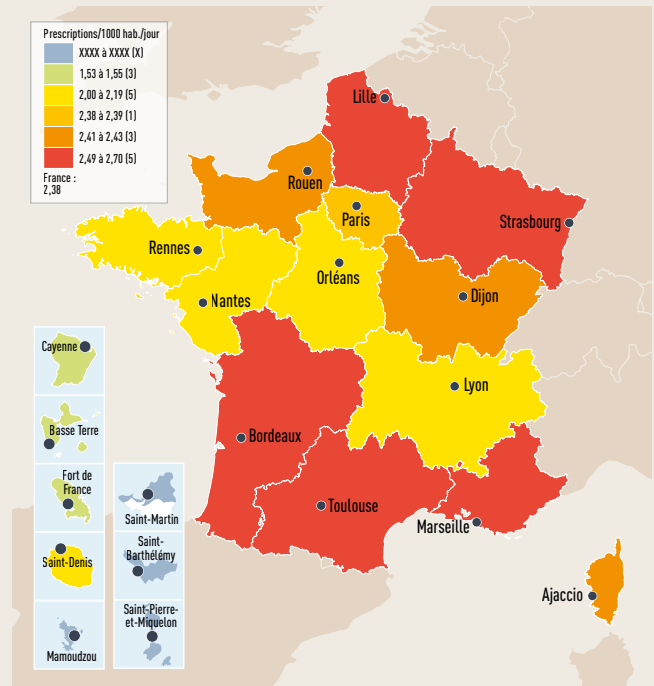 Prescriptions/1000 hab./jour
XXXX à XXXX (X)
1,53 à 1,55 (3)
2,00 à 2,19 (5)
2,38 à 2,39 (1)
2,41 à 2,43 (3)
2,49 à 2,70 (5)
France :
2,38
Lille
Rouen
Paris
Strasbourg
Rennes
Orléans
Nantes
Dijon
Cayenne
Lyon
Basse Terre
Bordeaux
Fort de
France
Toulouse
Saint-Martin
Marseille
Saint-Denis
Saint-
Barthélémy
Ajaccio
Saint-Pierre-
et-Miquelon
Mamoudzou